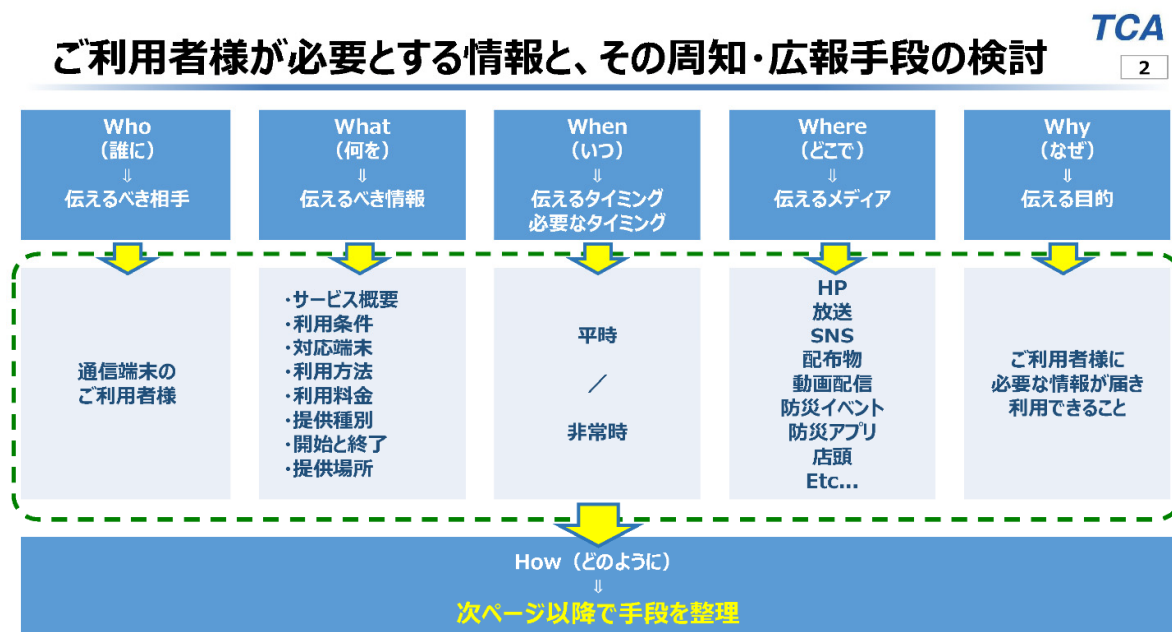 TCA
ご利用者様が必要とする情報と、その周知・広報手段の検討
2
Who
(誰に)
⇓
伝えるべき相手
What
(何を)
⇓
伝えるべき情報
When
(いつ)
⇓
伝えるタイミング
必要なタイミング
Where
(どこで)
⇓
伝えるメディア
Why
(なぜ)
⇓
伝える目的
通信端末の
ご利用者様
・サービス概要
・利用条件
・対応端末
・利用方法
・利用料金
・提供種別
・開始と終了
・提供場所
平時
／
非常時
HP
放送
SNS
配布物
動画配信
防災イベント
防災アプリ
店頭
Etc...
ご利用者様に
必要な情報が届き
利用できること
How(どのように)
⇓
次ページ以降で手段を整理